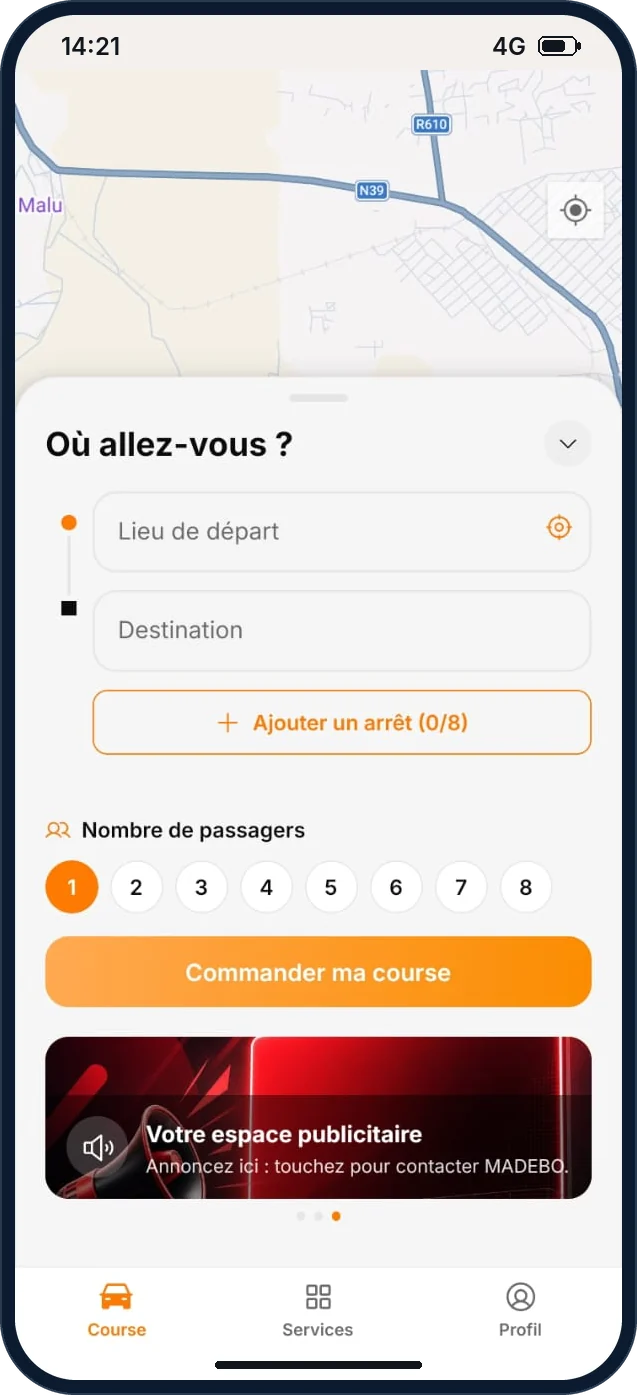 14:21
4G
R610
N39
Malu
Où allez-vous ?
Lieu de départ
Destination
Ajouter un arrêt (0/8)
Nombre de passagers
1 2 3 4 5 6 7 8
Commander ma course
Votre espace publicitaire
Annoncez ici : touchez pour contacter MADEBO.
Course
Services
Profil